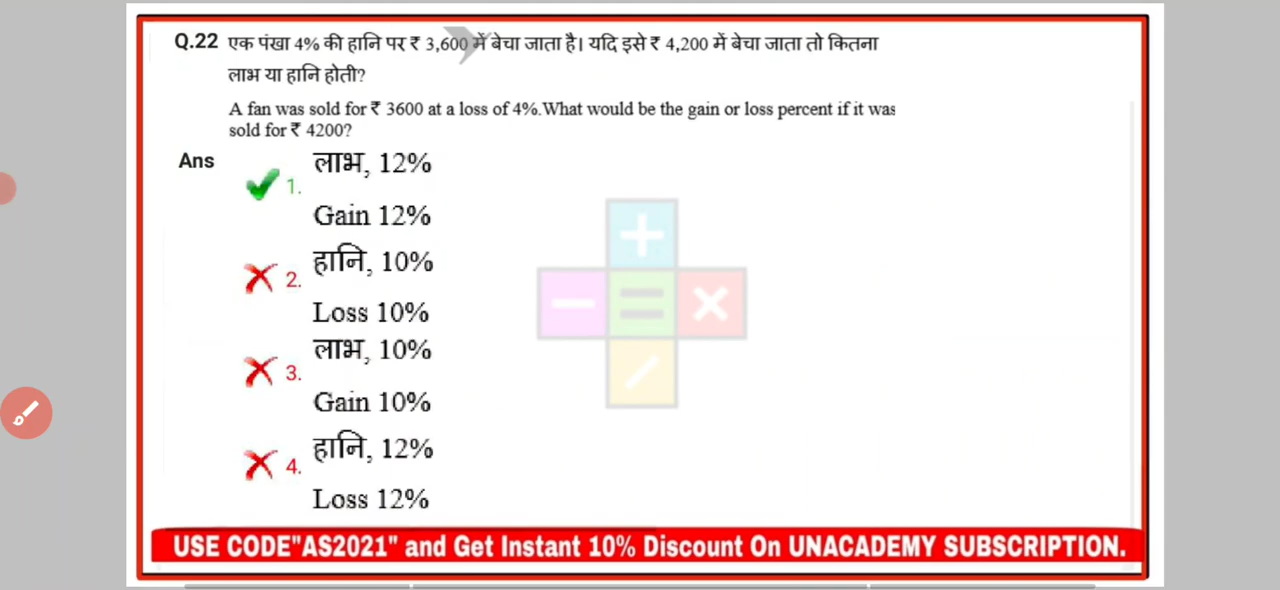 Q.22 एक पंखा 4% की हानि पर ₹ 3,600 में बेचा जाता है। यदि इसे ₹ 4,200 में बेचा जाता तो कितना
लाभ या हानि होती?
A fan was sold for ₹ 3600 at a loss of 4%.What would be the gain or loss percent if it was
sold for ₹ 4200?
Ans
1. लाभ, 12%
Gain 12%
2. हानि, 10%
Loss 10%
3. लाभ, 10%
Gain 10%
4. हानि, 12%
Loss 12%
USE CODE"AS2021" and Get Instant 10% Discount On UNACADEMY SUBSCRIPTION.